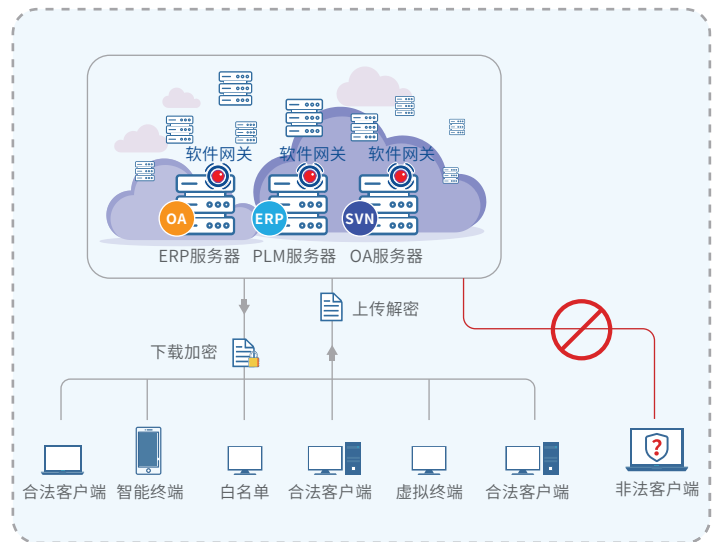 软件网关 软件网关 软件网关
OA ERP SVN
ERP服务器 PLM服务器 OA服务器
上传解密
下载加密
?
合法客户端 智能终端 白名单 合法客户端 虚拟终端 合法客户端 非法客户端